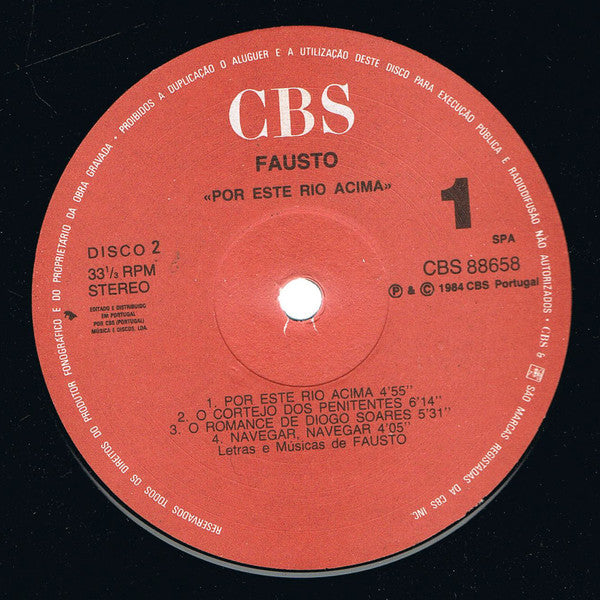 RESERVADOS TODOS OS DIREITOS DO PRODUTOR FONOGRÁFICO E DO PROPRIETÁRIO DA OBRA GRAVADA · PROIBIDOS A DUPLICAÇÃO O ALUGUER E A UTILIZAÇÃO DESTE DISCO PARA EXECUÇÃO PÚBLICA E RADIODIFUSÃO NÃO AUTORIZADOS · CBS & SÃO MARCAS REGISTADAS DA CBS INC.
CBS
FAUSTO
«POR ESTE RIO ACIMA»
1
SPA
DISCO 2
33⅓ RPM
STEREO
EDITADO E DISTRIBUIDO
EM PORTUGAL
POR CBS (PORTUGAL)
MÚSICA E DISCOS, LDA.
CBS 88658
Ⓟ & © 1984 CBS Portugal
1. POR ESTE RIO ACIMA 4'55''
2. O CORTEJO DOS PENITENTES 6'14''
3. O ROMANCE DE DIOGO SOARES 5'31''
4. NAVEGAR, NAVEGAR 4'05''
Letras e Músicas de FAUSTO